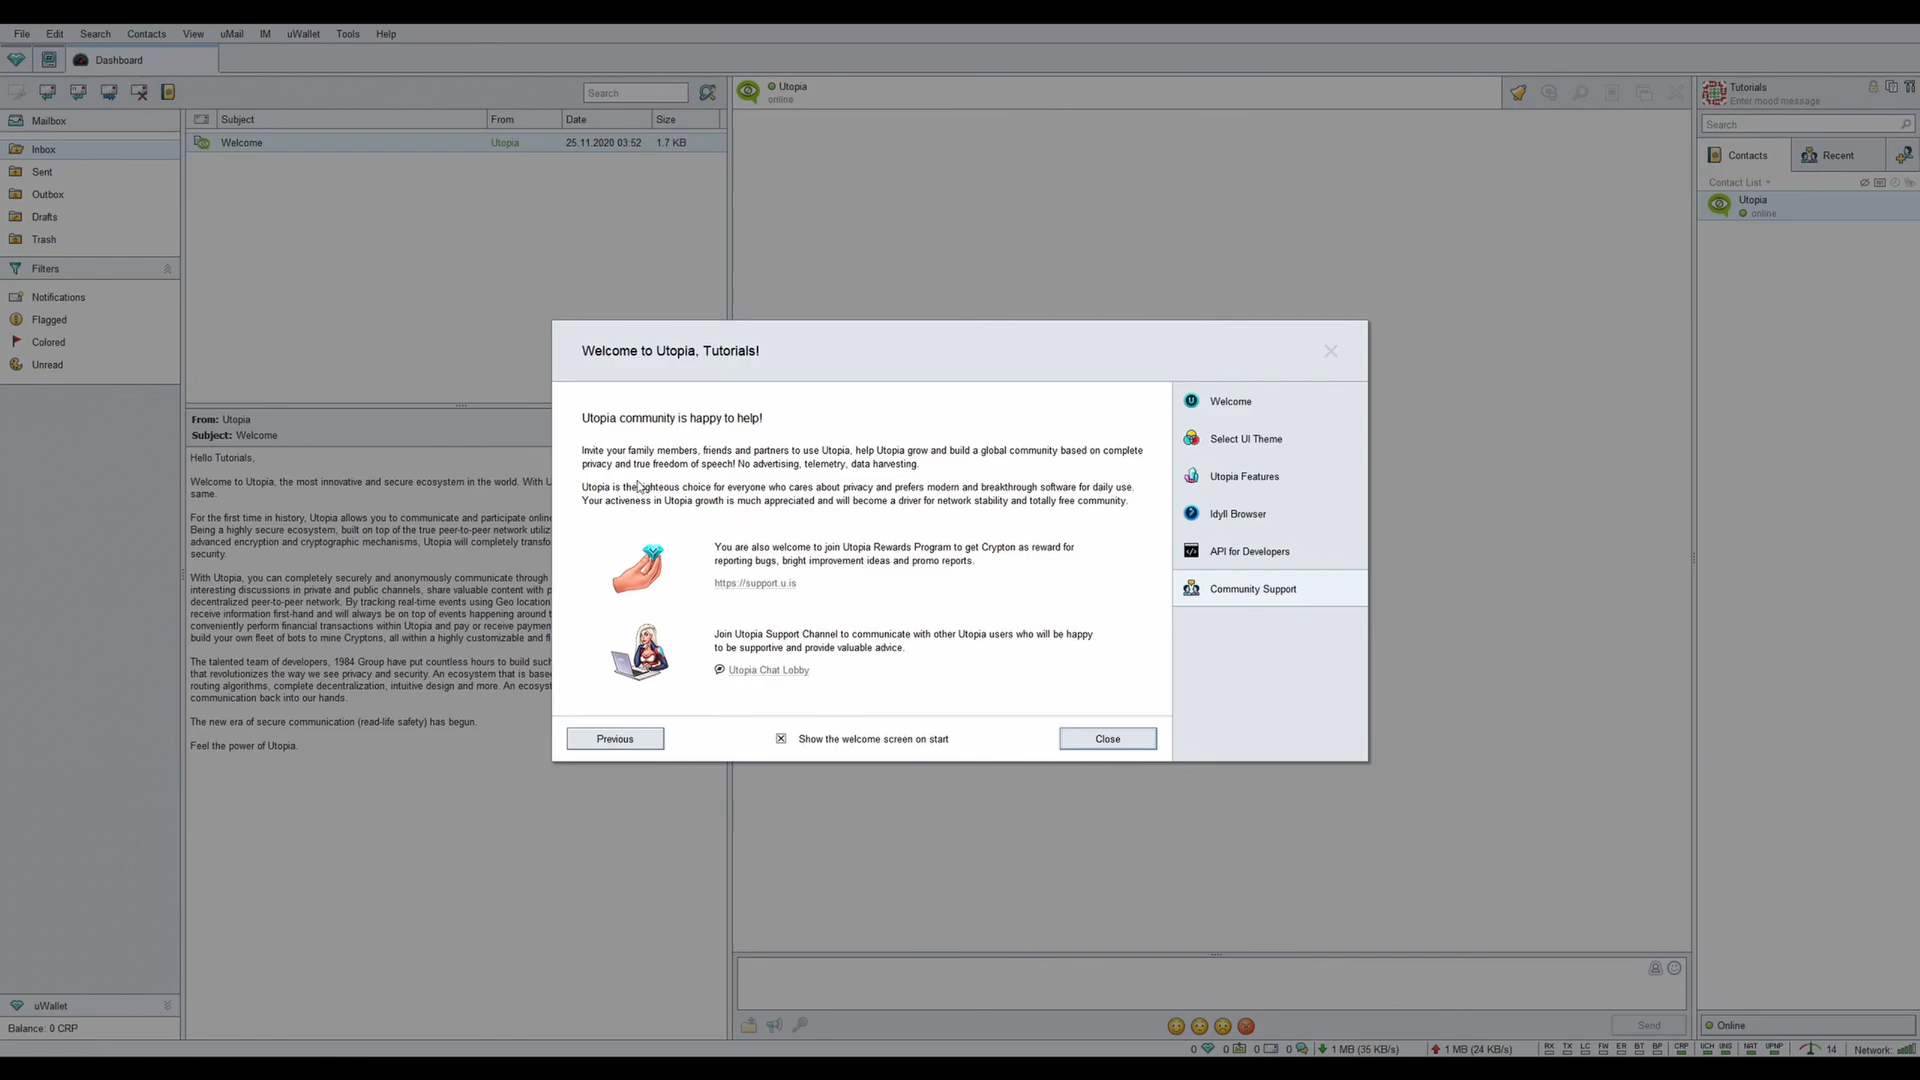 File Edit Search Contacts View uMail IM uWallet Tools Help
Dashboard
Search
Mailbox
Inbox
Sent
Outbox
Drafts
Trash
Filters
Notifications
Flagged
Colored
Unread
uWallet
Balance: 0 CRP
Subject From Date Size
Welcome Utopia 25.11.2020 03:52 1.7 KB
From: Utopia
Subject: Welcome
Hello Tutorials,
Welcome to Utopia, the most innovative and secure ecosystem in the world. With U
same.
For the first time in history, Utopia allows you to communicate and participate online
Being a highly secure ecosystem, built on top of the true peer-to-peer network utiliz
advanced encryption and cryptographic mechanisms, Utopia will completely transfo
security.
With Utopia, you can completely securely and anonymously communicate through
interesting discussions in private and public channels, share valuable content with p
decentralized peer-to-peer network. By tracking real-time events using Geo location
receive information first-hand and will always be on top of events happening around t
conveniently perform financial transactions within Utopia and pay or receive paymen
build your own fleet of bots to mine Cryptons, all within a highly customizable and fl
The talented team of developers, 1984 Group have put countless hours to build such
that revolutionizes the way we see privacy and security. An ecosystem that is based
routing algorithms, complete decentralization, intuitive design and more. An ecosyst
communication back into our hands.
The new era of secure communication (read-life safety) has begun.
Feel the power of Utopia.
Utopia
online
Welcome to Utopia, Tutorials!
Utopia community is happy to help!
Invite your family members, friends and partners to use Utopia, help Utopia grow and build a global community based on complete
privacy and true freedom of speech! No advertising, telemetry, data harvesting.
Utopia is the righteous choice for everyone who cares about privacy and prefers modern and breakthrough software for daily use.
Your activeness in Utopia growth is much appreciated and will become a driver for network stability and totally free community.
You are also welcome to join Utopia Rewards Program to get Crypton as reward for
reporting bugs, bright improvement ideas and promo reports.
https://support.u.is
Join Utopia Support Channel to communicate with other Utopia users who will be happy
to be supportive and provide valuable advice.
Utopia Chat Lobby
Previous
Show the welcome screen on start
Close
Welcome
Select UI Theme
Utopia Features
Idyll Browser
API for Developers
Community Support
Send
Tutorials
Enter mood message
Search
Contacts Recent
Contact List
Utopia
online
Online
0 0 0 0 1 MB (35 KB/s) 1 MB (24 KB/s) RX TX LC FW ER BT BP CRP UCH UNS NAT UPNP 14 Network: